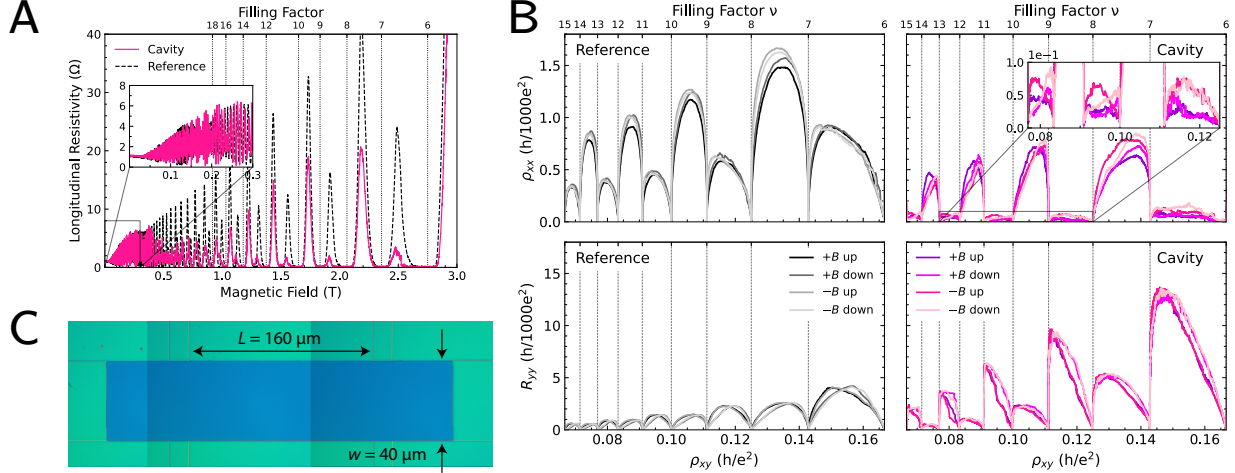 A
Filling Factor
18 16 14 12 10 9 8 7 6
Longitudinal Resistivity (Ω)
40
30
20
10
0
Cavity
Reference
8
6
4
2
0
0.1 0.2 0.3
0.5 1.0 1.5 2.0 2.5 3.0
Magnetic Field (T)
C
L = 160 μm
w = 40 μm
B
Filling Factor ν
15 14 13 12 11 10 9 8 7 6
Reference
ρxx (h/1000e²)
1.5
1.0
0.5
0.0
Filling Factor ν
15 14 13 12 11 10 9 8 7 6
Cavity
1e−1
1.0
0.5
0.0
0.08 0.10 0.12
Reference
Ryy (h/1000e²)
15
10
5
0
+B up
+B down
−B up
−B down
0.08 0.10 0.12 0.14 0.16
ρxy (h/e²)
Cavity
+B up
+B down
−B up
−B down
0.08 0.10 0.12 0.14 0.16
ρxy (h/e²)